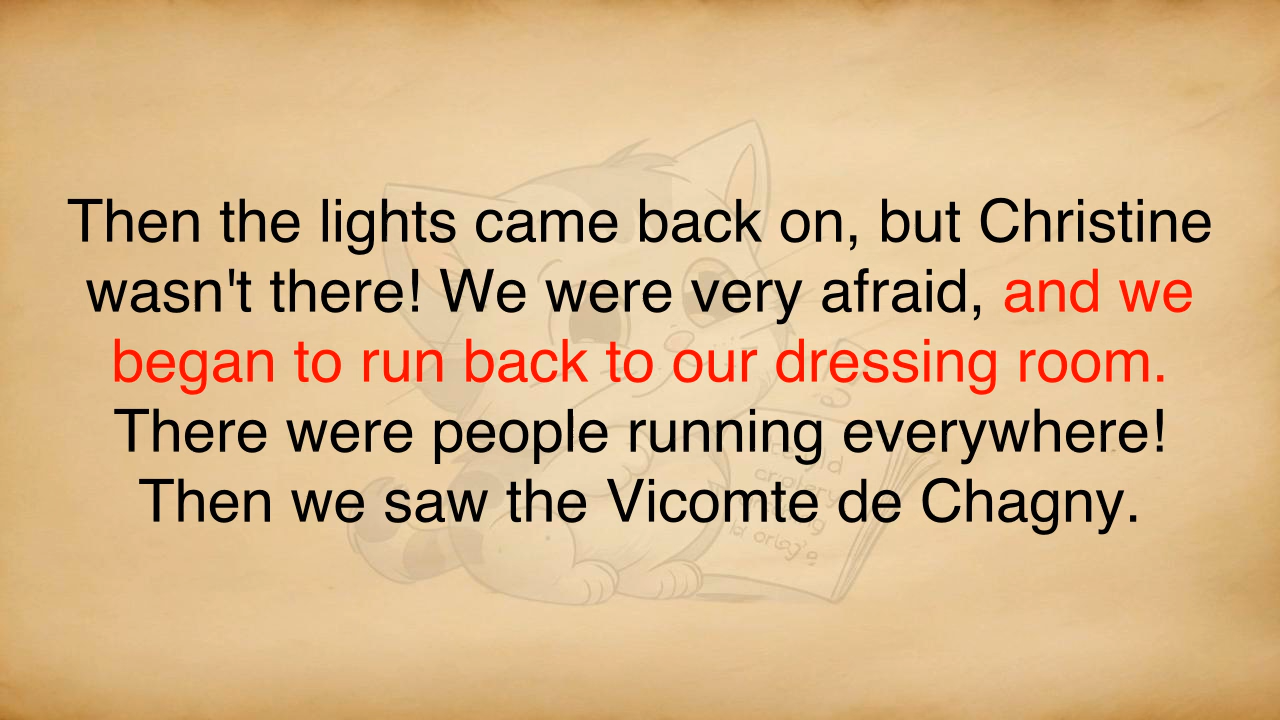 Then the lights came back on, but Christine
wasn't there! We were very afraid, and we
began to run back to our dressing room.
There were people running everywhere!
Then we saw the Vicomte de Chagny.